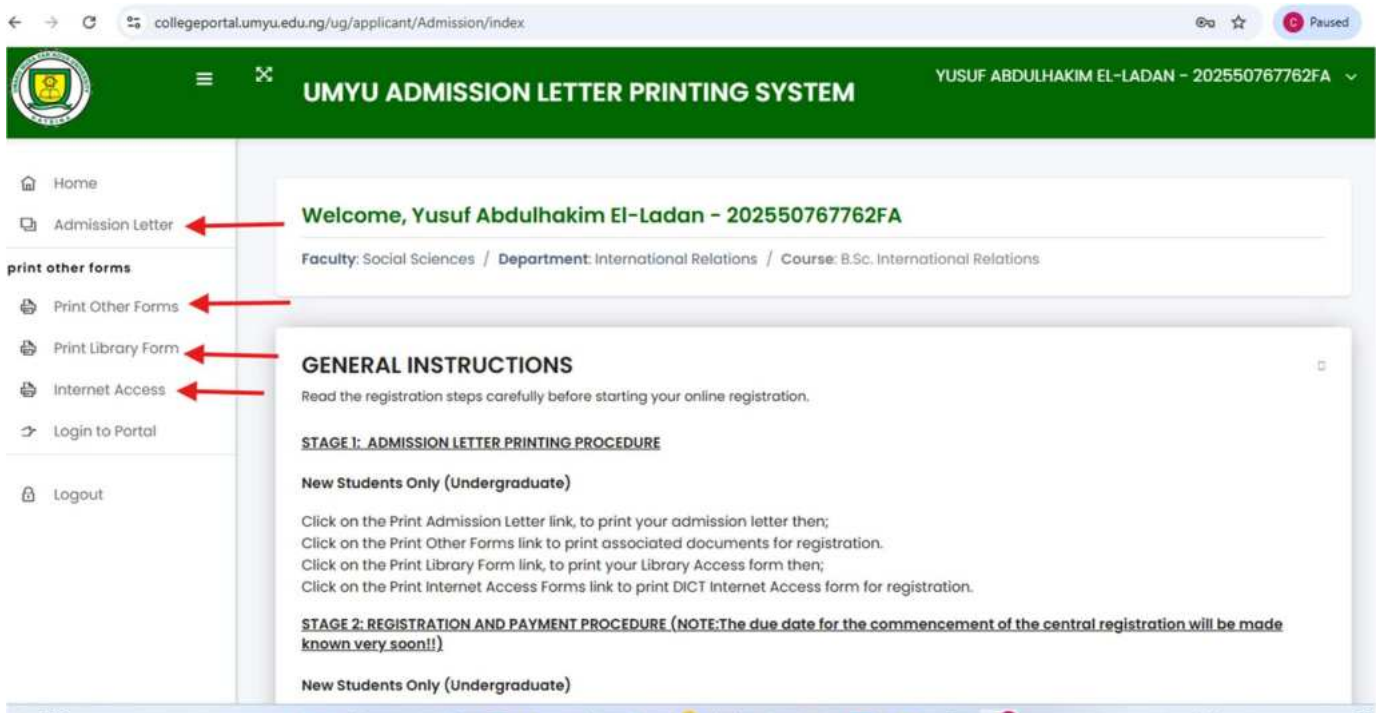 collegeportal.umyu.edu.ng/ug/applicant/Admission/index
C Paused
UMYU ADMISSION LETTER PRINTING SYSTEM
YUSUF ABDULHAKIM EL-LADAN - 202550767762FA
Home
Admission Letter
print other forms
Print Other Forms
Print Library Form
Internet Access
Login to Portal
Logout
Welcome, Yusuf Abdulhakim El-Ladan - 202550767762FA
Faculty: Social Sciences / Department: International Relations / Course: B.Sc. International Relations
GENERAL INSTRUCTIONS
Read the registration steps carefully before starting your online registration.
STAGE 1: ADMISSION LETTER PRINTING PROCEDURE
New Students Only (Undergraduate)
Click on the Print Admission Letter link, to print your admission letter then;
Click on the Print Other Forms link to print associated documents for registration.
Click on the Print Library Form link, to print your Library Access form then;
Click on the Print Internet Access Forms link to print DICT Internet Access form for registration.
STAGE 2: REGISTRATION AND PAYMENT PROCEDURE (NOTE:The due date for the commencement of the central registration will be made
known very soon!!)
New Students Only (Undergraduate)